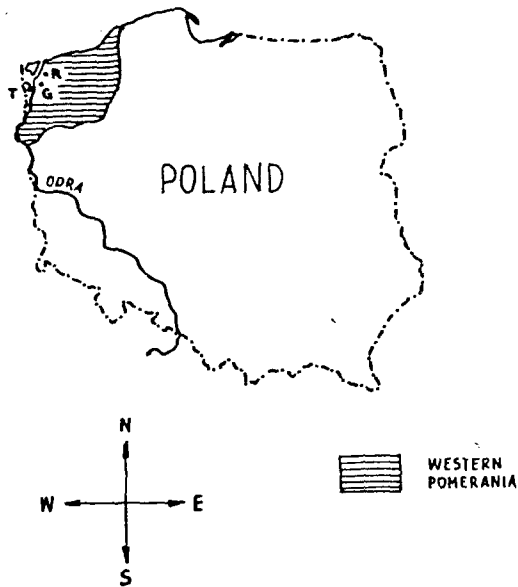 R
T G
ODRA
POLAND
N
W E
S
WESTERN
POMERANIA